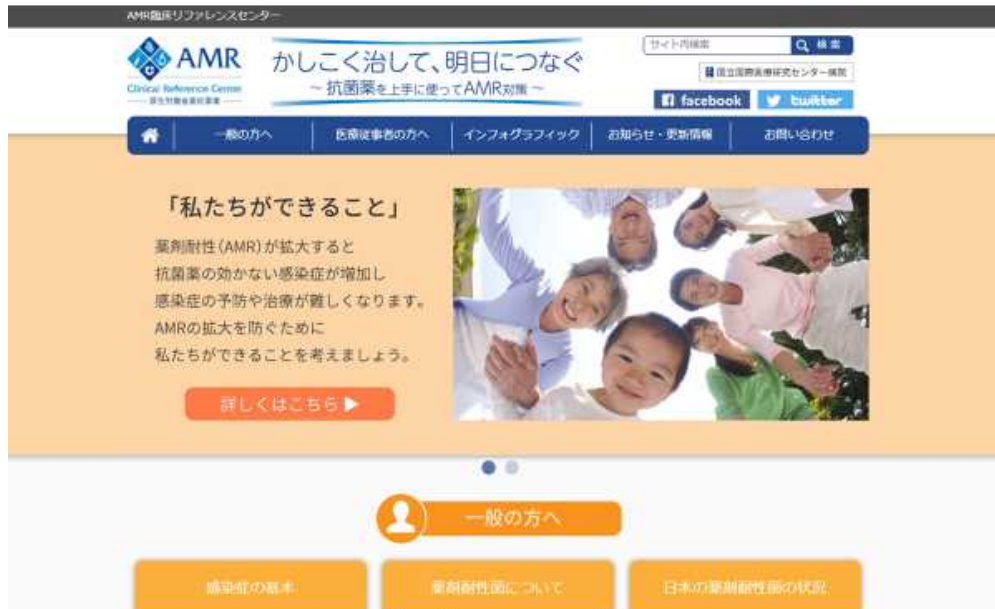 AMR臨床リファレンスセンター
AMR
Clinical Reference Center
厚生労働省委託事業
かしこく治して、明日につなぐ
～抗菌薬を上手に使ってAMR対策～
サイト内検索
検索
国立国際医療研究センター病院
facebook
twitter
一般の方へ
医療従事者の方へ
インフォグラフィック
お知らせ・更新情報
お問い合わせ
「私たちができること」
薬剤耐性（AMR）が拡大すると
抗菌薬の効かない感染症が増加し
感染症の予防や治療が難しくなります。
AMRの拡大を防ぐために
私たちができることを考えましょう。
詳しくはこちら▶
一般の方へ
感染症の基本
薬剤耐性菌について
日本の薬剤耐性菌の状況